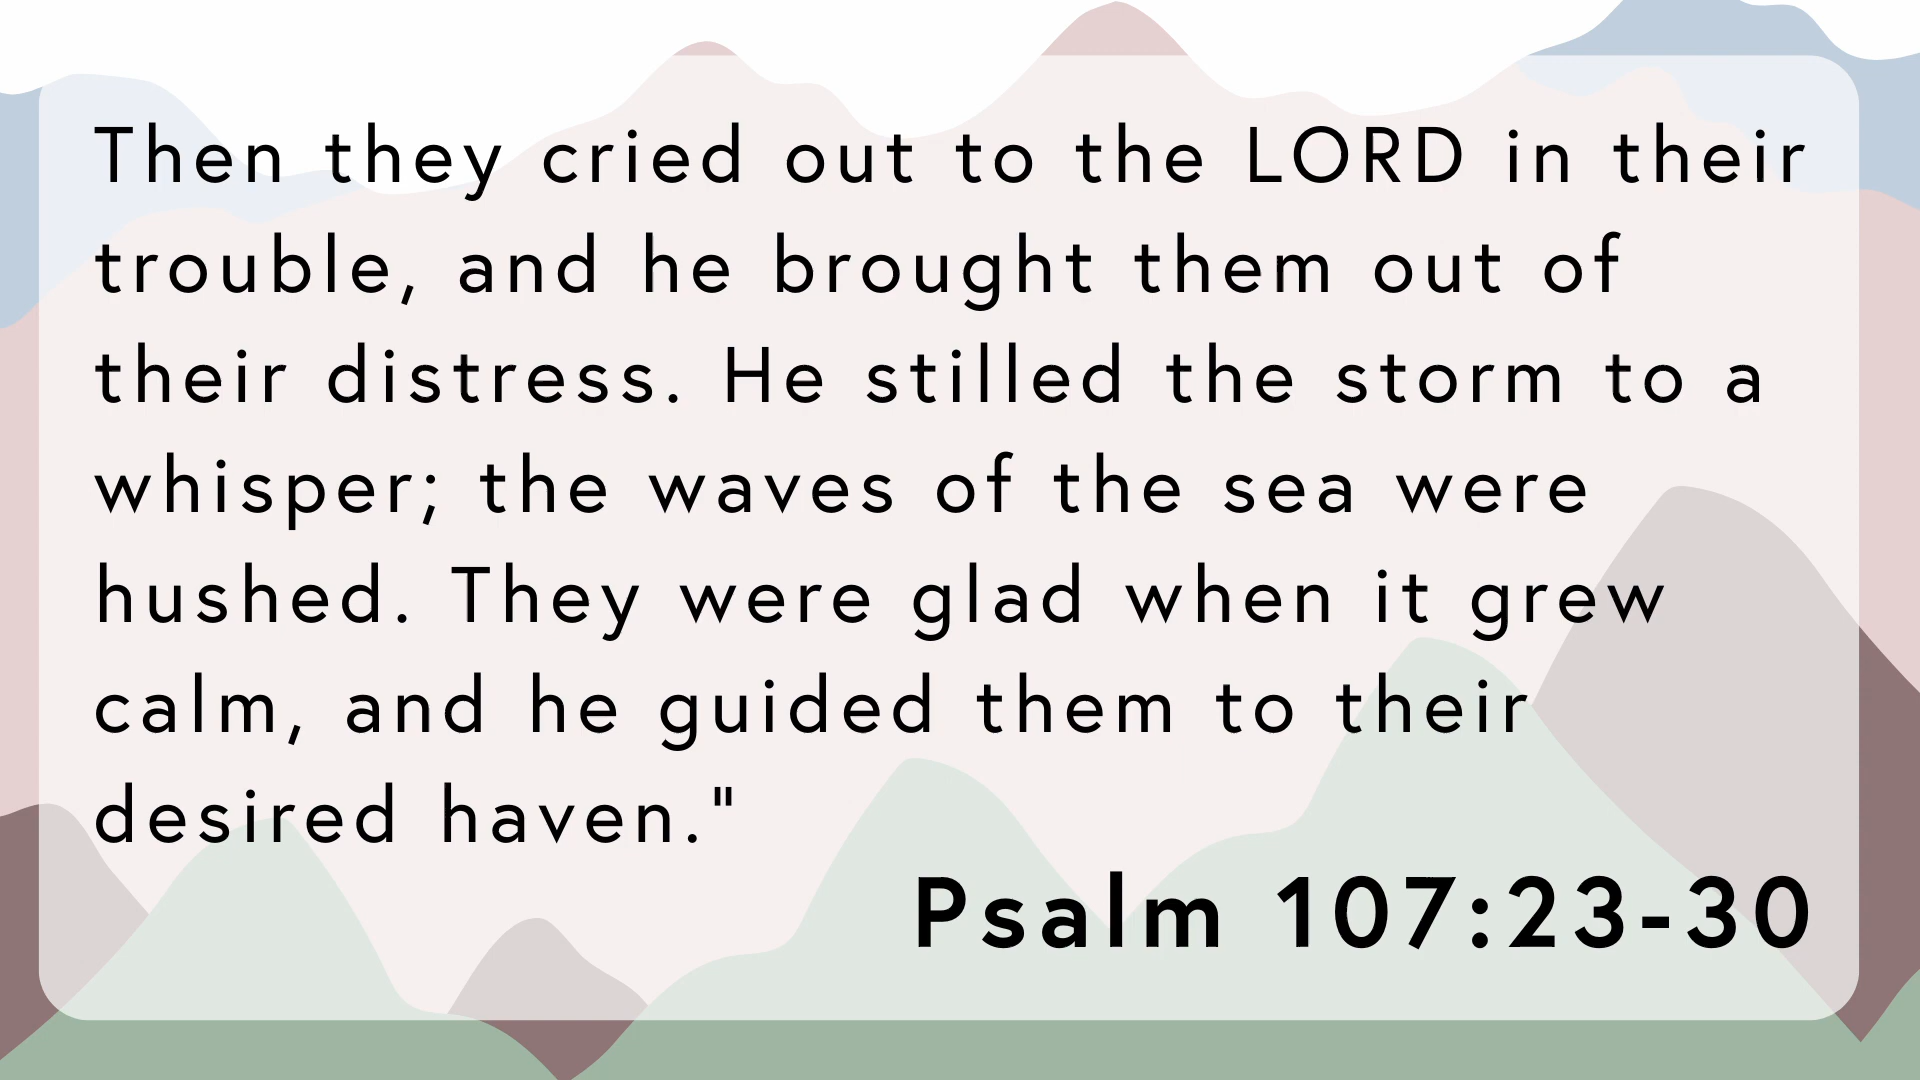 Then they cried out to the LORD in their
trouble, and he brought them out of
their distress. He stilled the storm to a
whisper; the waves of the sea were
hushed. They were glad when it grew
calm, and he guided them to their
desired haven."
Psalm 107:23-30